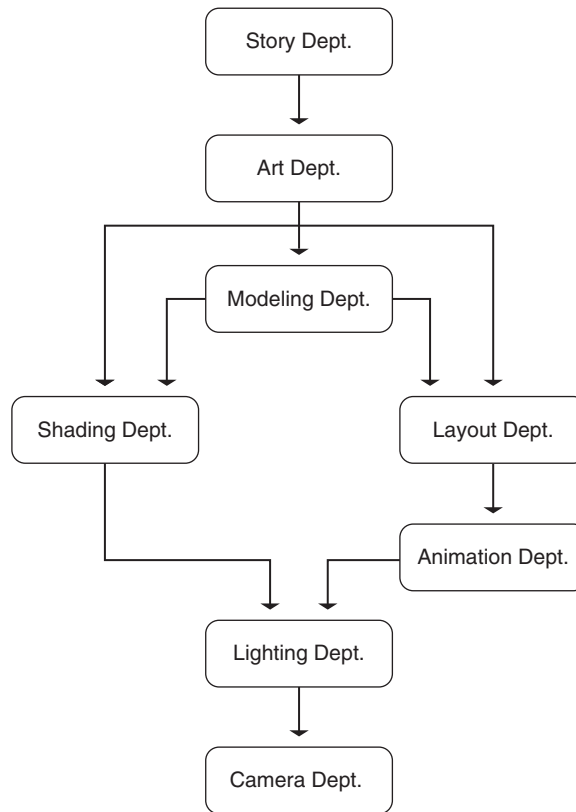 Story Dept.
Art Dept.
Modeling Dept.
Shading Dept.
Layout Dept.
Animation Dept.
Lighting Dept.
Camera Dept.